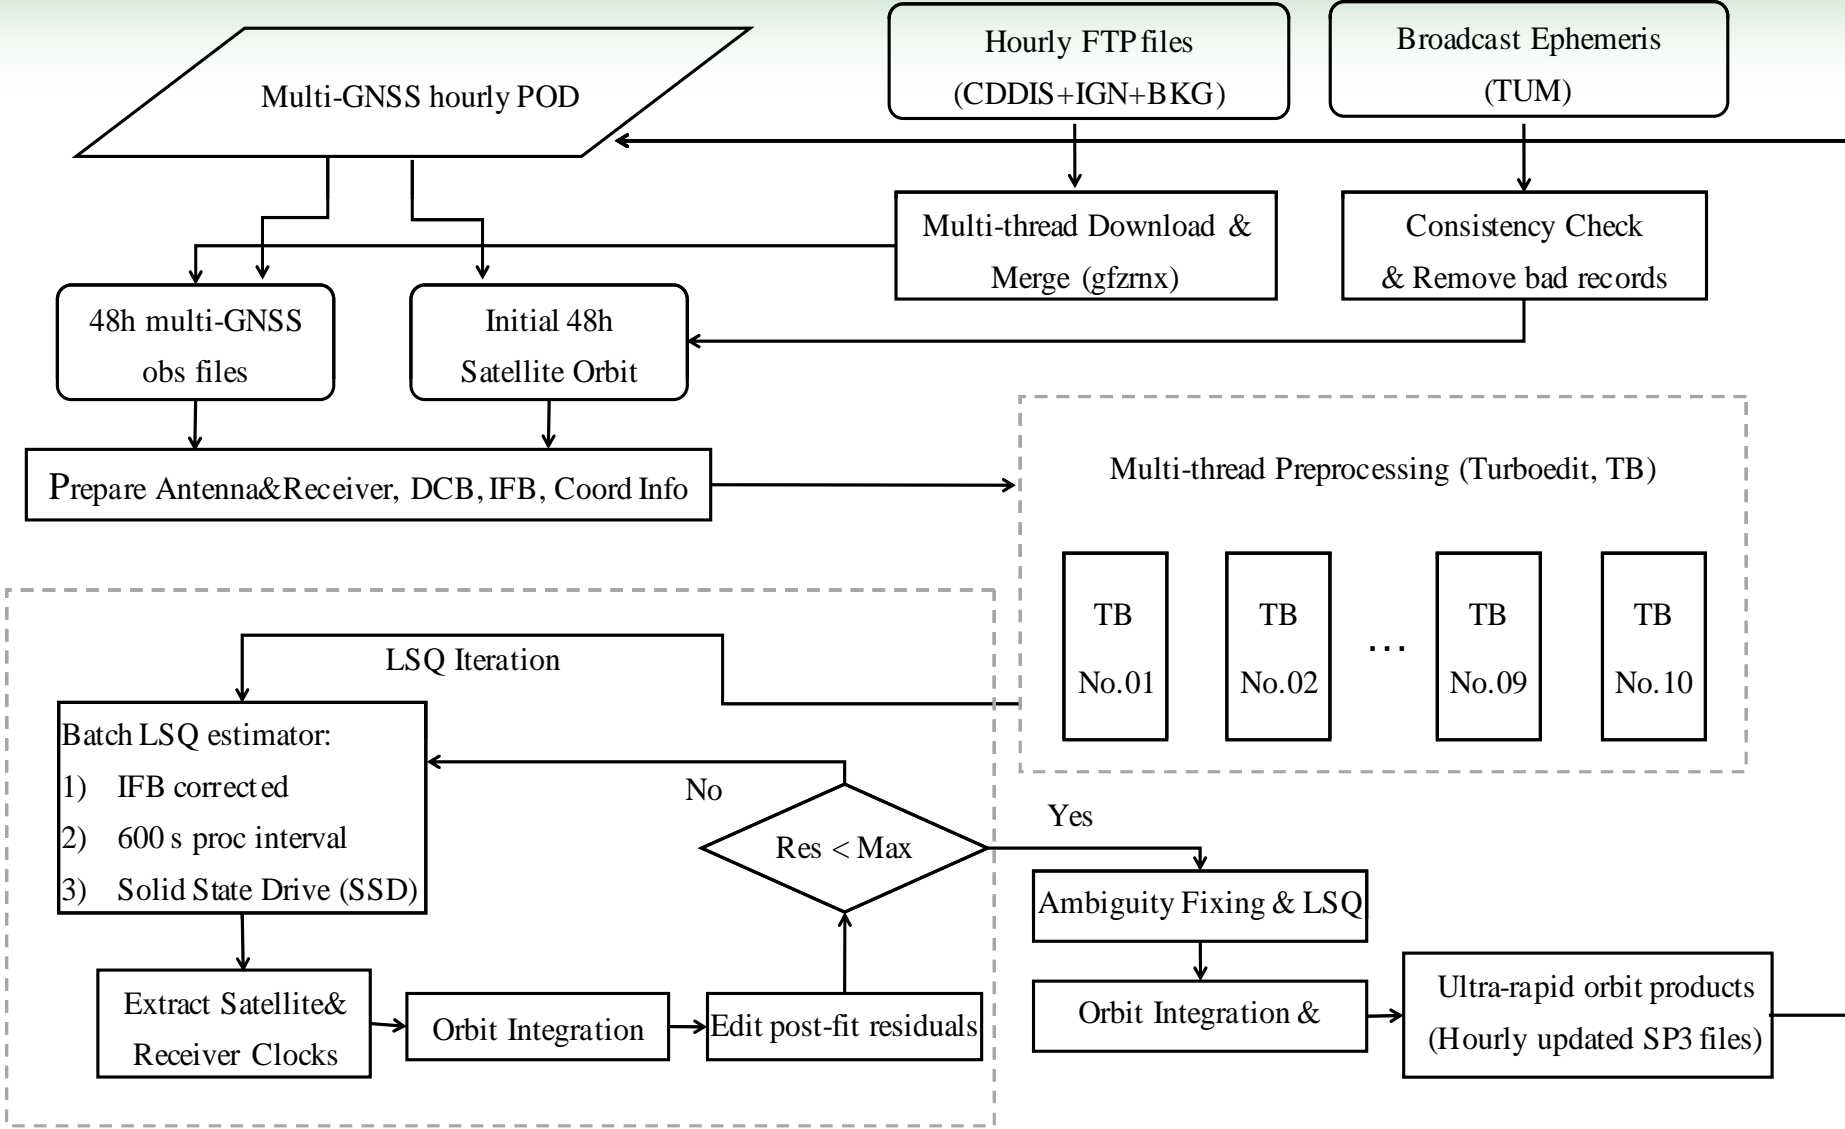 Multi-GNSS hourly POD
Hourly FTP files
(CDDIS+IGN+BKG)
Broadcast Ephemeris
(TUM)
Multi-thread Download &
Merge (gfzrnx)
Consistency Check
& Remove bad records
48h multi-GNSS
obs files
Initial 48h
Satellite Orbit
Prepare Antenna&Receiver, DCB, IFB, Coord Info
Multi-thread Preprocessing (Turboedit, TB)
TB
No.01
TB
No.02
...
TB
No.09
TB
No.10
LSQ Iteration
Batch LSQ estimator:
1) IFB corrected
2) 600 s proc interval
3) Solid State Drive (SSD)
No
Res < Max
Yes
Extract Satellite&
Receiver Clocks
Orbit Integration
Edit post-fit residuals
Ambiguity Fixing & LSQ
Orbit Integration &
Ultra-rapid orbit products
(Hourly updated SP3 files)